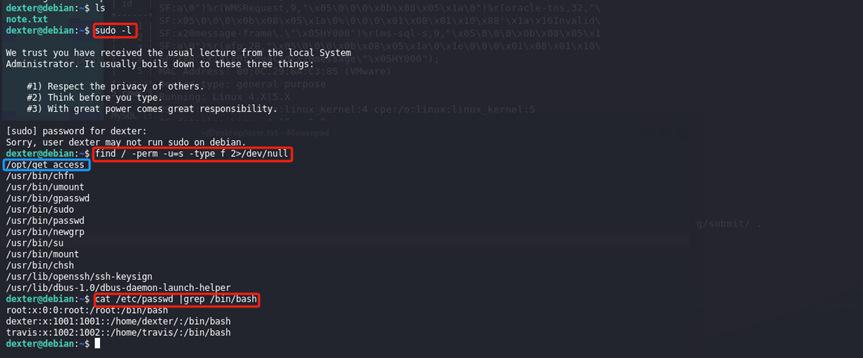 dexter@debian:~$ ls
note.txt
dexter@debian:~$ sudo -l
We trust you have received the usual lecture from the local System
Administrator. It usually boils down to these three things:
#1) Respect the privacy of others.
#2) Think before you type.
#3) With great power comes great responsibility.
[sudo] password for dexter:
Sorry, user dexter may not run sudo on debian.
dexter@debian:~$ find / -perm -u=s -type f 2>/dev/null
/opt/get_access
/usr/bin/chfn
/usr/bin/umount
/usr/bin/gpasswd
/usr/bin/sudo
/usr/bin/passwd
/usr/bin/newgrp
/usr/bin/su
/usr/bin/mount
/usr/bin/chsh
/usr/lib/openssh/ssh-keysign
/usr/lib/dbus-1.0/dbus-daemon-launch-helper
dexter@debian:~$ cat /etc/passwd |grep /bin/bash
root:x:0:0:root:/root:/bin/bash
dexter:x:1001:1001::/home/dexter/:/bin/bash
travis:x:1002:1002::/home/travis/:/bin/bash
dexter@debian:~$
g/submit/ .